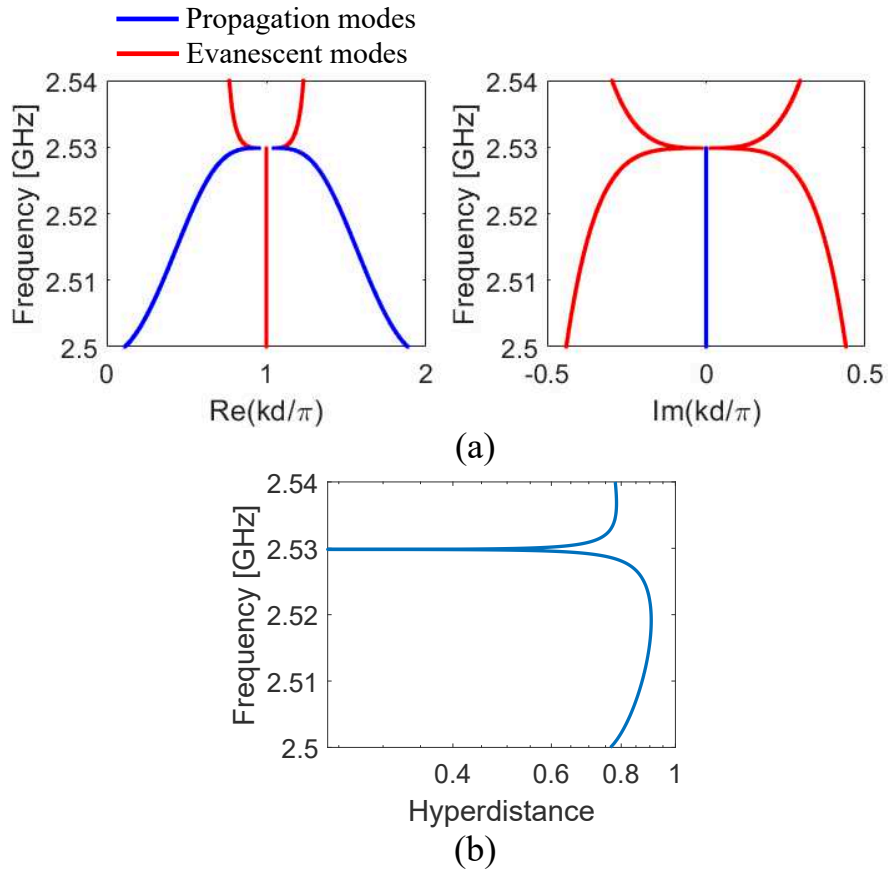 Propagation modes
Evanescent modes
2.54
2.53
2.52
2.51
2.5
Frequency [GHz]
0
1
2
Re(kd/π)
2.54
2.53
2.52
2.51
2.5
Frequency [GHz]
-0.5
0
0.5
Im(kd/π)
(a)
2.54
2.53
2.52
2.51
2.5
Frequency [GHz]
0.4
0.6
0.8
1
Hyperdistance
(b)